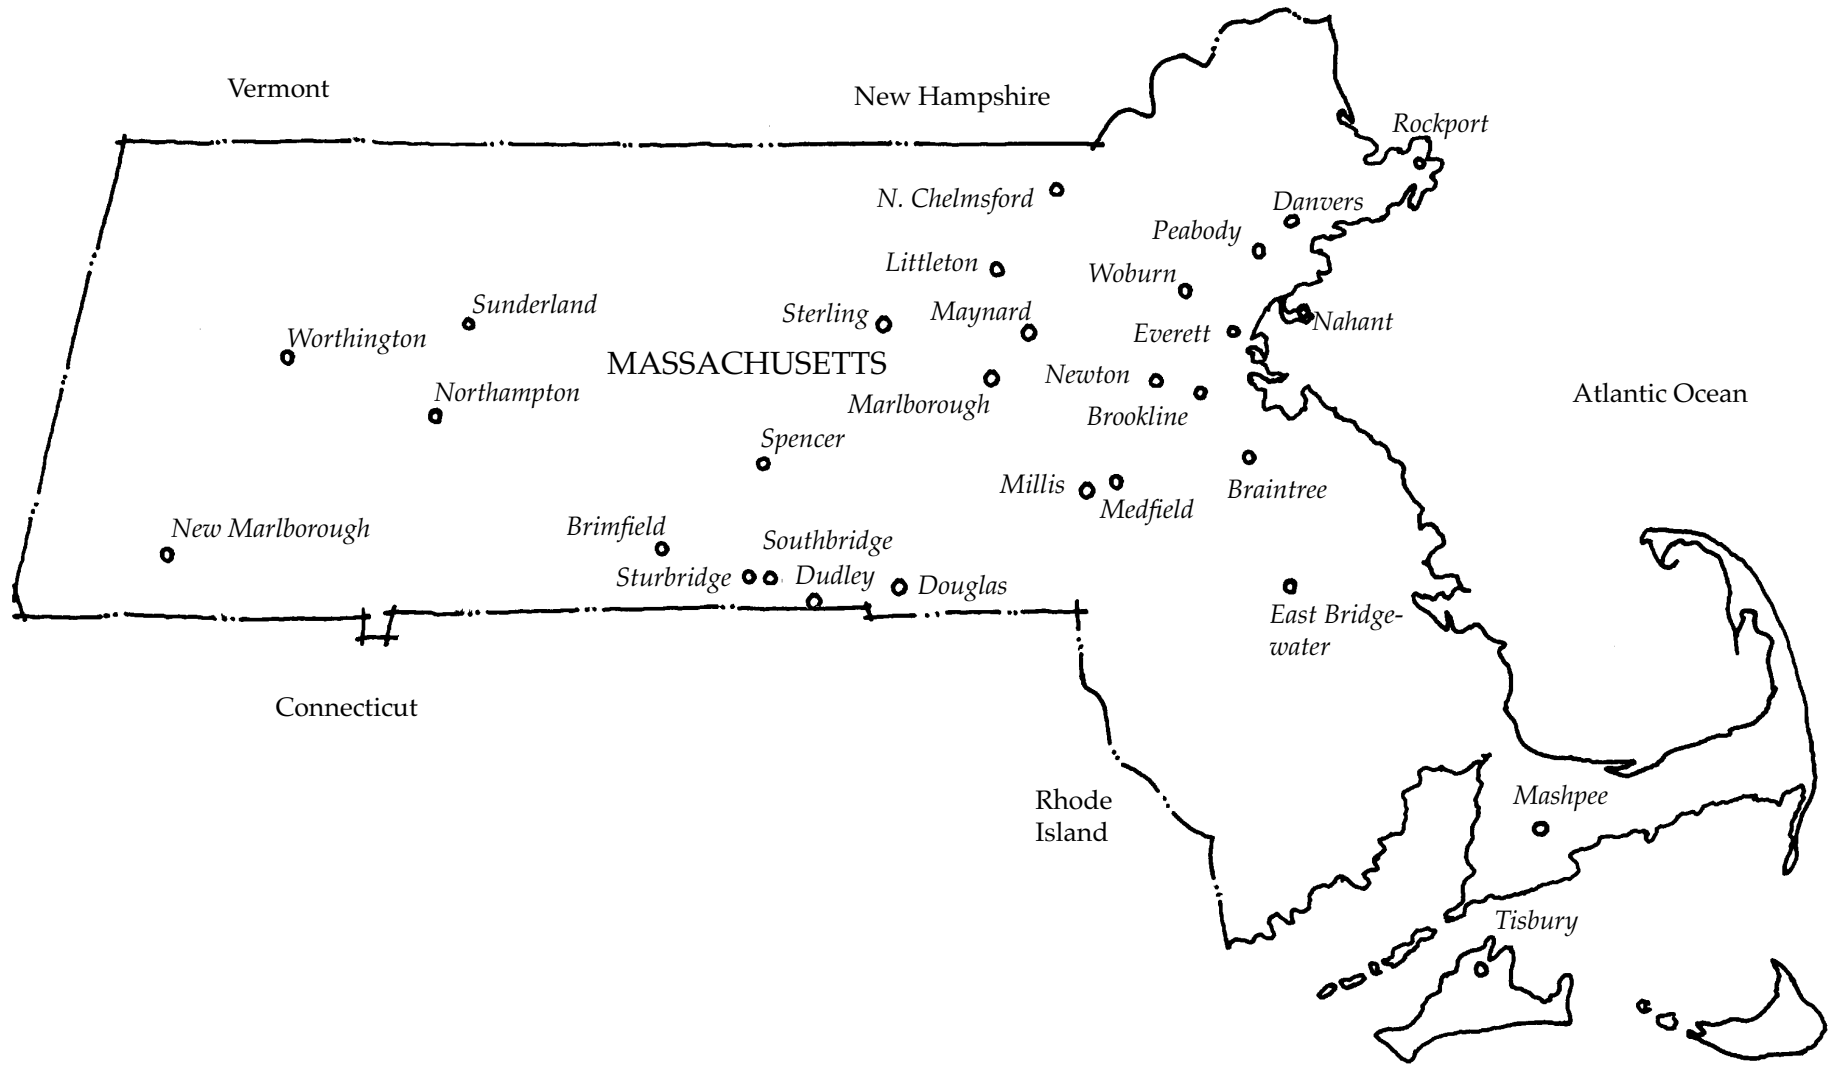 Vermont
New Hampshire
Rockport
N. Chelmsford
Danvers
Peabody
Littleton
Woburn
Sunderland
Sterling
Maynard
Nahant
Everett
Worthington
MASSACHUSETTS
Newton
Northampton
Marlborough
Brookline
Atlantic Ocean
Spencer
Millis
Braintree
Medfield
New Marlborough
Brimfield
Southbridge
Sturbridge
Dudley
Douglas
East Bridge-
water
Connecticut
Rhode
Island
Mashpee
Tisbury